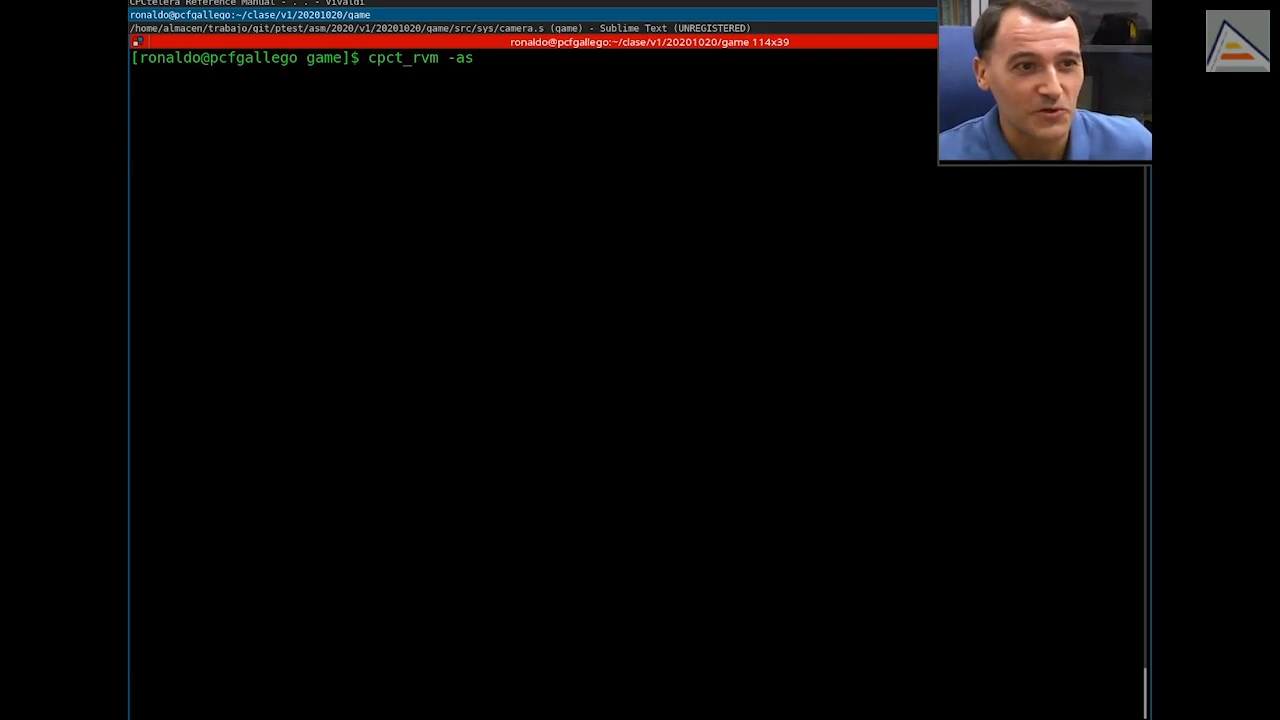 CPCtelera Reference Manual - . . - Vivaldi
ronaldo@pcfgallego:~/clase/v1/20201020/game
/home/almacen/trabajo/git/ptest/asm/2020/v1/20201020/game/src/sys/camera.s (game) - Sublime Text (UNREGISTERED)
ronaldo@pcfgallego:~/clase/v1/20201020/game 114x39
[ronaldo@pcfgallego game]$ cpct_rvm -as